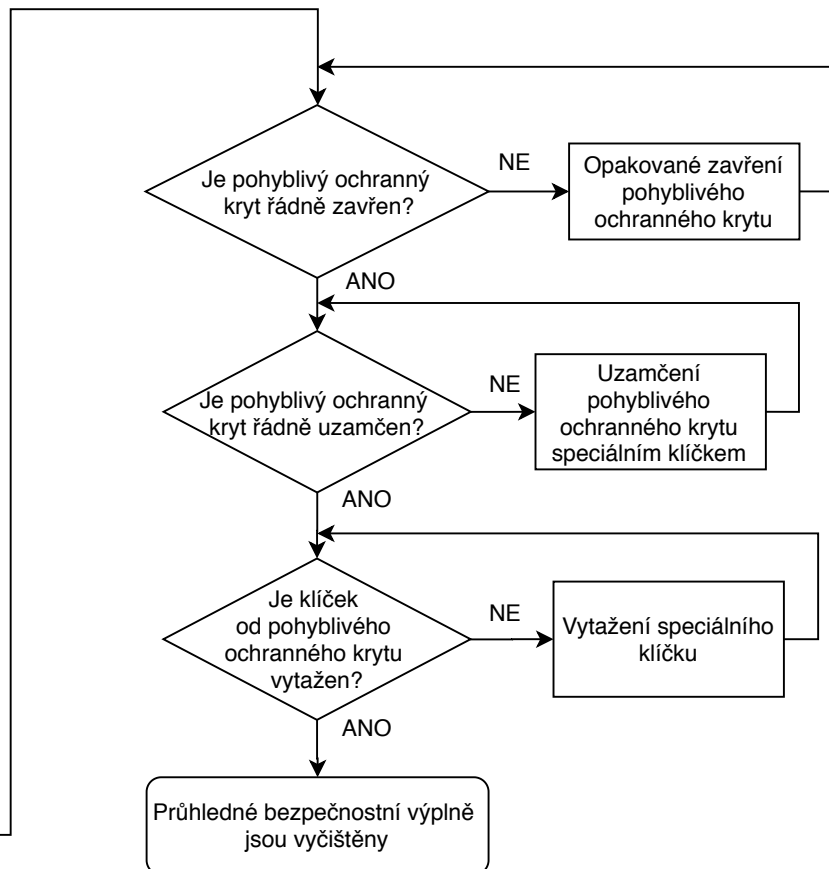 Je pohyblivý ochranný
kryt řádně zavřen?
NE
Opakované zavření
pohyblivého
ochranného krytu
ANO
Je pohyblivý ochranný
kryt řádně uzamčen?
NE
Uzamčení
pohyblivého
ochranného krytu
speciálním klíčkem
ANO
Je klíček
od pohyblivého
ochranného krytu
vytažen?
NE
Vytažení speciálního
klíčku
ANO
Průhledné bezpečnostní výplně
jsou vyčištěny